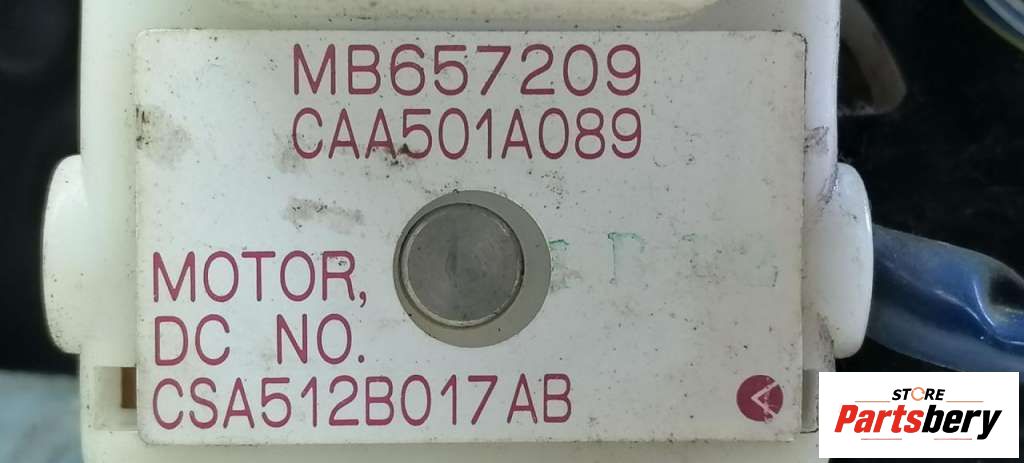 MB657209
CAA501A089
MOTOR,
DC NO.
CSA512B017AB
STORE
Partsbery